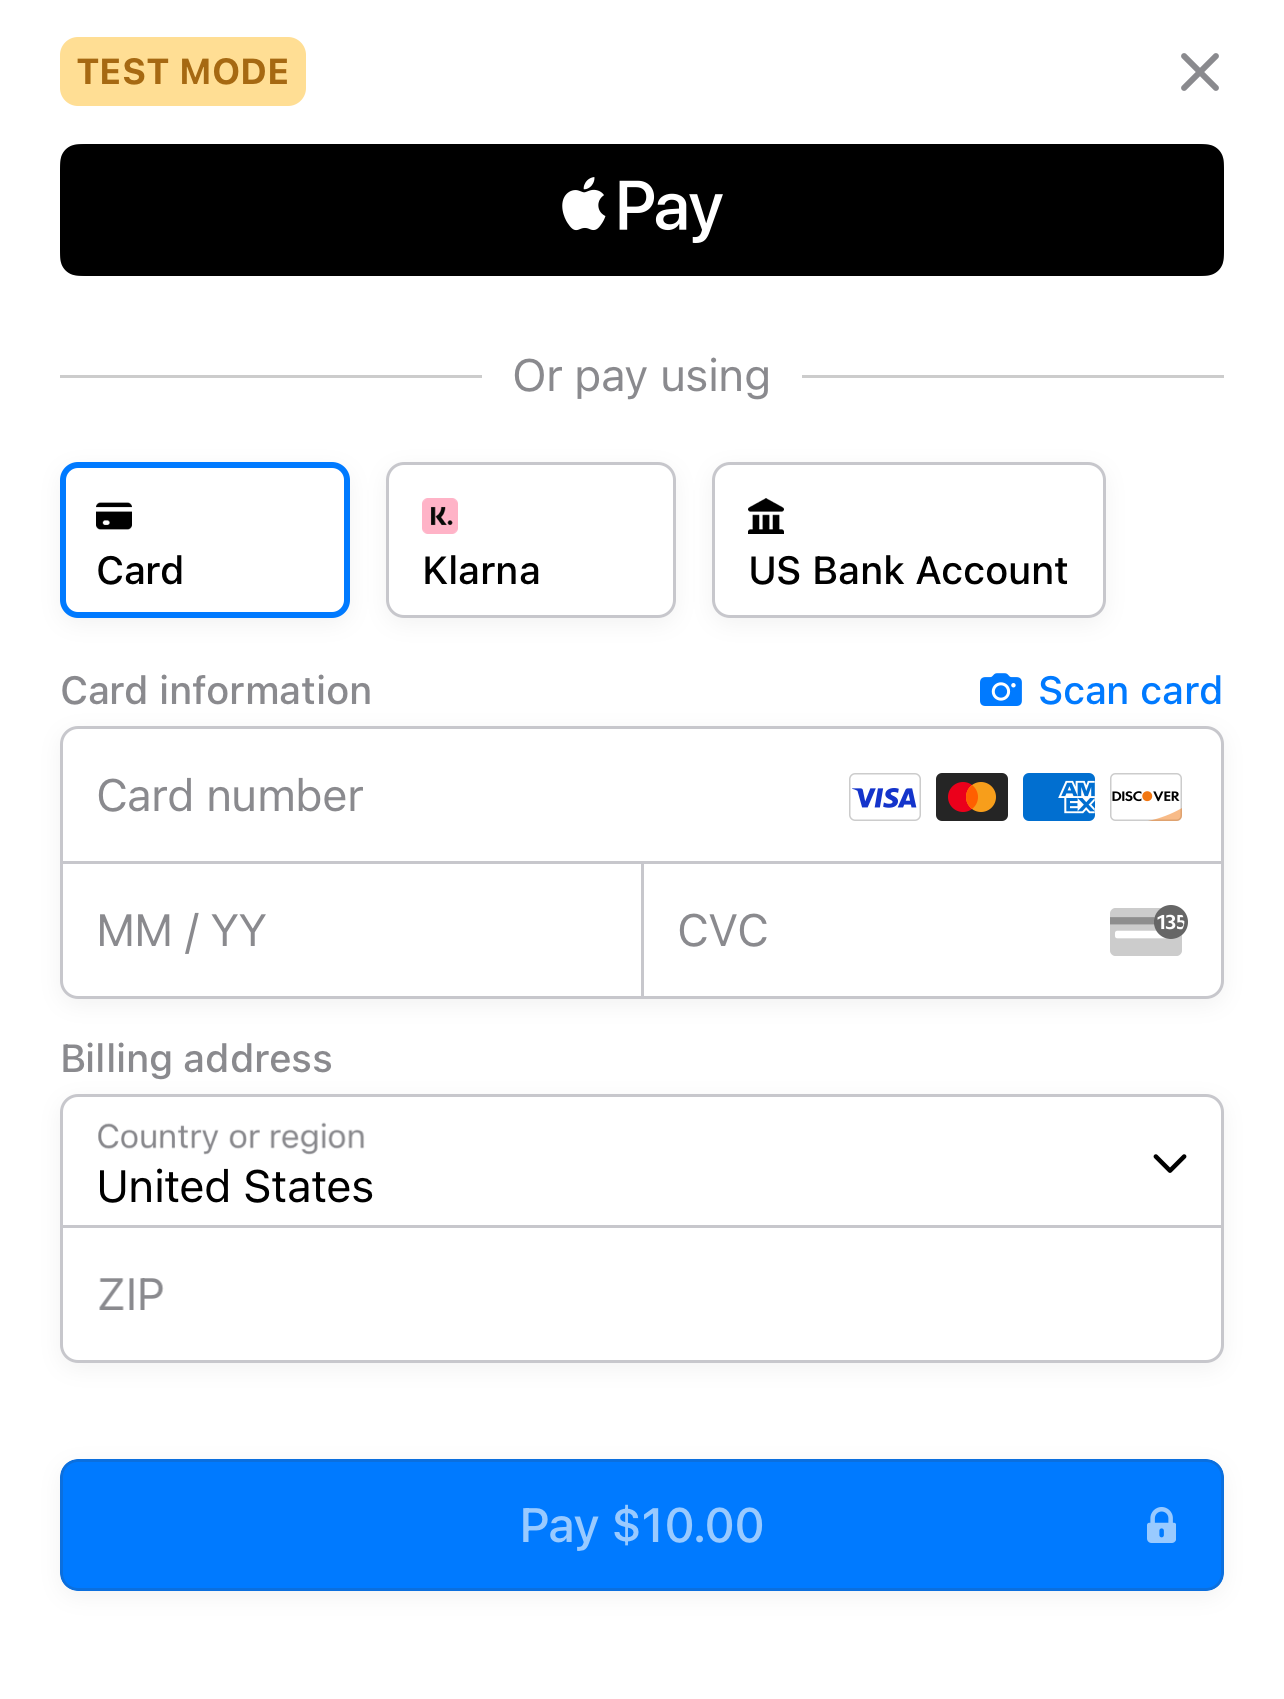 TEST MODE
Pay
Or pay using
K.
Card
Klarna
US Bank Account
Card information
Scan card
Card number
VISA
AM
EX
DISCOVER
MM / YY
CVC
135
Billing address
Country or region
United States
ZIP
Pay $10.00